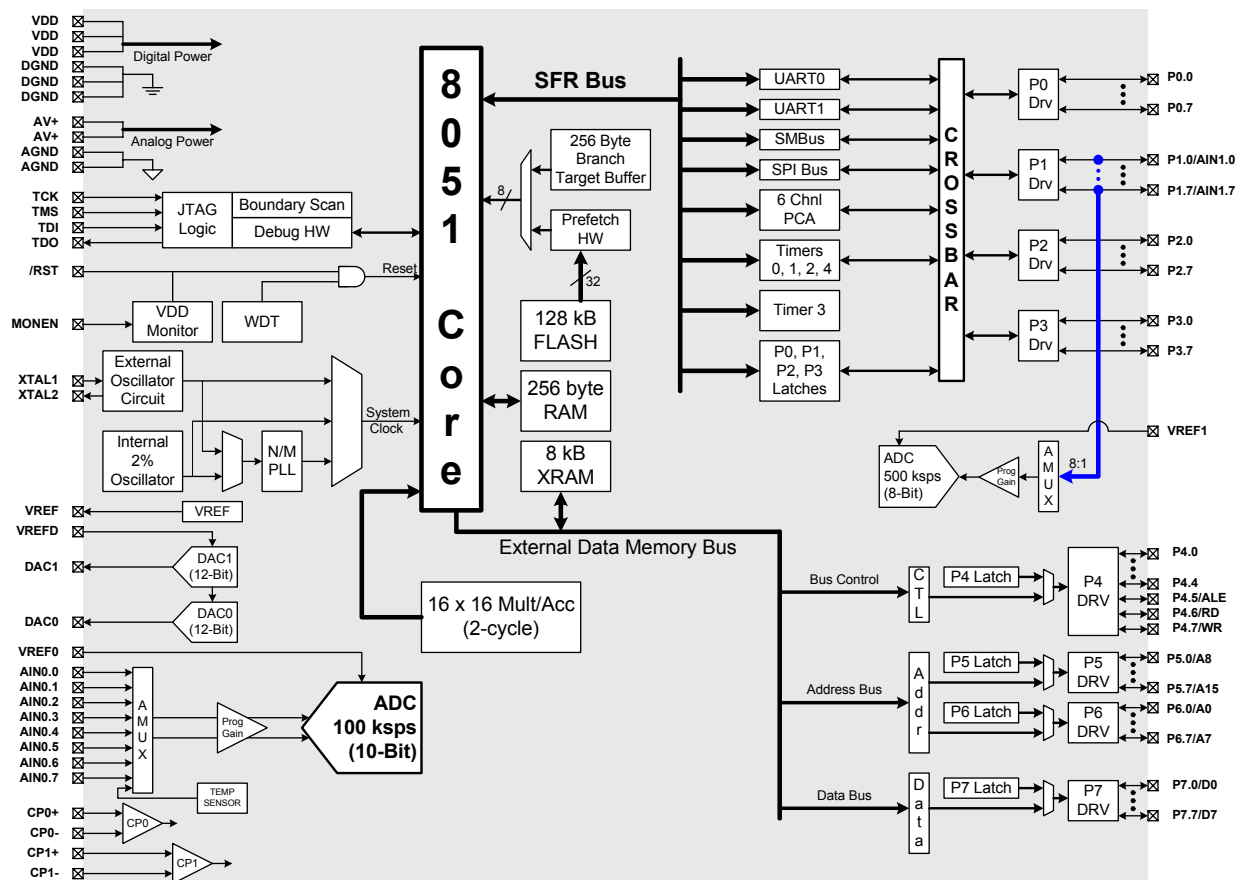 VDD
VDD
VDD
DGND
DGND
DGND
Digital Power
AV+
AV+
AGND
AGND
Analog Power
TCK
TMS
TDI
TDO
JTAG
Logic
Boundary Scan
Debug HW
/RST
Reset
MONEN
VDD
Monitor
WDT
XTAL1
XTAL2
External
Oscillator
Circuit
Internal
2%
Oscillator
N/M
PLL
System
Clock
VREF
VREF
VREFD
DAC1
DAC1
(12-Bit)
DAC0
DAC0
(12-Bit)
VREF0
AIN0.0
AIN0.1
AIN0.2
AIN0.3
AIN0.4
AIN0.5
AIN0.6
AIN0.7
AMUX
Prog
Gain
ADC
100 ksps
(10-Bit)
TEMP
SENSOR
CP0+
CP0-
CP0
CP1+
CP1-
CP1
8051 Core
SFR Bus
256 Byte
Branch
Target Buffer
8
Prefetch
HW
32
128 kB
FLASH
256 byte
RAM
8 kB
XRAM
External Data Memory Bus
16 x 16 Mult/Acc
(2-cycle)
UART0
UART1
SMBus
SPI Bus
6 Chnl
PCA
Timers
0, 1, 2, 4
Timer 3
P0, P1,
P2, P3
Latches
CROSSBAR
P0
Drv
P0.0
P0.7
P1
Drv
P1.0/AIN1.0
P1.7/AIN1.7
P2
Drv
P2.0
P2.7
P3
Drv
P3.0
P3.7
VREF1
ADC
500 ksps
(8-Bit)
Prog
Gain
AMUX
8:1
Bus Control
CTL
P4 Latch
P4
DRV
P4.0
P4.4
P4.5/ALE
P4.6/RD
P4.7/WR
Address Bus
Addr
P5 Latch
P5
DRV
P5.0/A8
P5.7/A15
P6 Latch
P6
DRV
P6.0/A0
P6.7/A7
Data Bus
Data
P7 Latch
P7
DRV
P7.0/D0
P7.7/D7